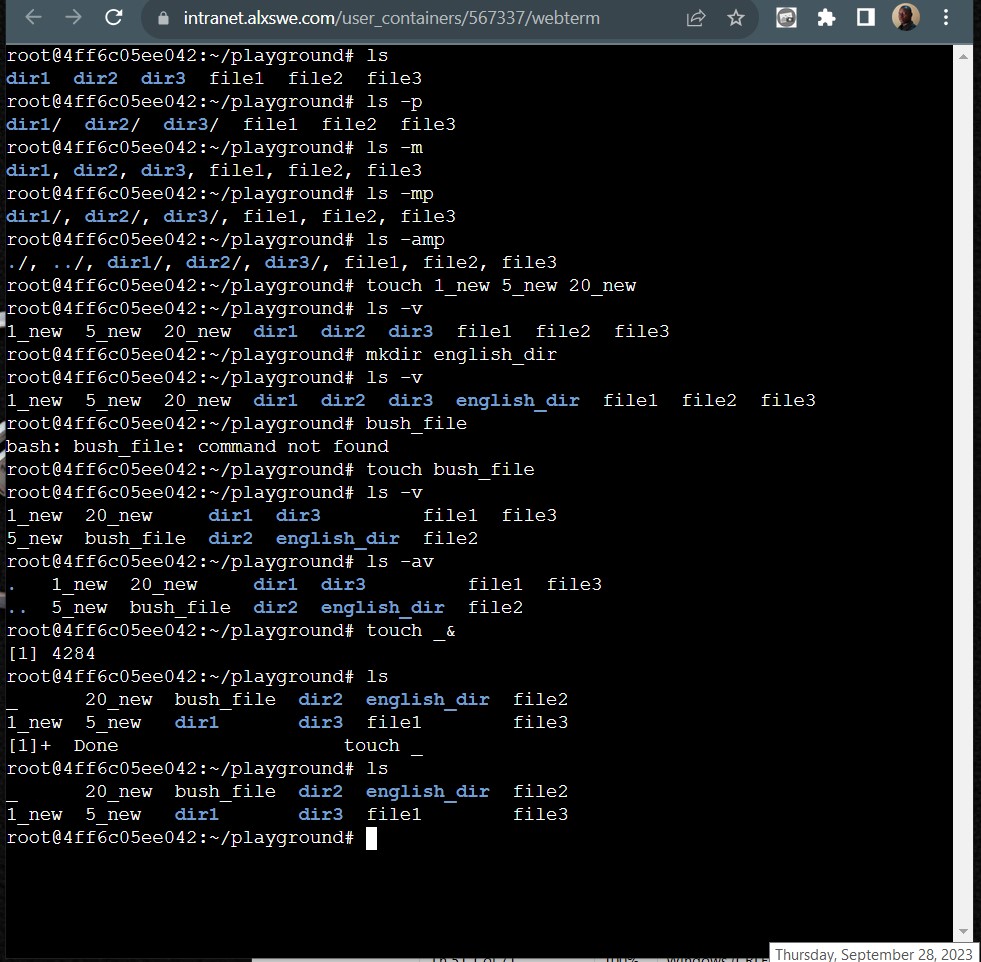 intranet.alxswe.com/user_containers/567337/webterm
root@4ff6c05ee042:~/playground# ls
dir1  dir2  dir3  file1  file2  file3
root@4ff6c05ee042:~/playground# ls -p
dir1/  dir2/  dir3/  file1  file2  file3
root@4ff6c05ee042:~/playground# ls -m
dir1, dir2, dir3, file1, file2, file3
root@4ff6c05ee042:~/playground# ls -mp
dir1/, dir2/, dir3/, file1, file2, file3
root@4ff6c05ee042:~/playground# ls -amp
./, ../, dir1/, dir2/, dir3/, file1, file2, file3
root@4ff6c05ee042:~/playground# touch 1_new 5_new 20_new
root@4ff6c05ee042:~/playground# ls -v
1_new  5_new  20_new  dir1  dir2  dir3  file1  file2  file3
root@4ff6c05ee042:~/playground# mkdir english_dir
root@4ff6c05ee042:~/playground# ls -v
1_new  5_new  20_new  dir1  dir2  dir3  english_dir  file1  file2  file3
root@4ff6c05ee042:~/playground# bush_file
bash: bush_file: command not found
root@4ff6c05ee042:~/playground# touch bush_file
root@4ff6c05ee042:~/playground# ls -v
1_new  20_new     dir1  dir3         file1  file3
5_new  bush_file  dir2  english_dir  file2
root@4ff6c05ee042:~/playground# ls -av
.   1_new  20_new     dir1  dir3         file1  file3
..  5_new  bush_file  dir2  english_dir  file2
root@4ff6c05ee042:~/playground# touch _&
[1] 4284
root@4ff6c05ee042:~/playground# ls
_      20_new  bush_file  dir2  english_dir  file2
1_new  5_new   dir1       dir3  file1        file3
[1]+  Done                    touch _
root@4ff6c05ee042:~/playground# ls
_      20_new  bush_file  dir2  english_dir  file2
1_new  5_new   dir1       dir3  file1        file3
root@4ff6c05ee042:~/playground#
Thursday, September 28, 2023